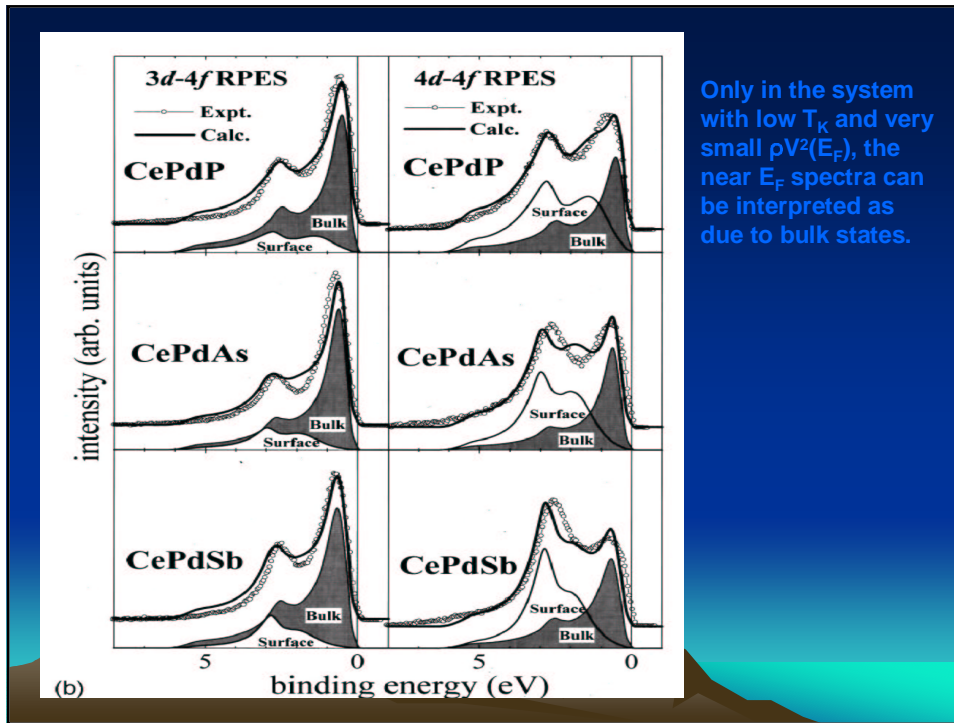 3d-4f RPES
Expt.
Calc.
CePdP
Bulk
Surface
4d-4f RPES
Expt.
Calc.
CePdP
Surface
Bulk
CePdAs
Bulk
Surface
CePdAs
Surface
Bulk
CePdSb
Bulk
Surface
CePdSb
Surface
Bulk
intensity (arb. units)
5 0 5 0
binding energy (eV)
(b)
Only in the system
with low T_K and very
small ρV²(E_F), the
near E_F spectra can
be interpreted as
due to bulk states.